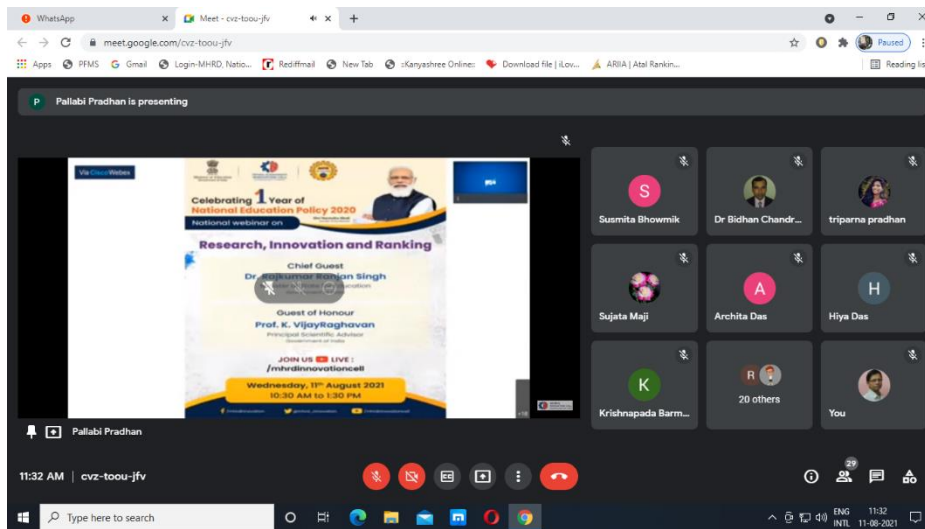 WhatsApp
Meet - cvz-toou-jfv
meet.google.com/cvz-toou-jfv
Paused
Apps
PFMS
Gmail
Login-MHRD, Natio...
Rediffmail
New Tab
:Kanyashree Online:
Download file | iLov...
ARIIA | Atal Rankin...
Reading lis
P
Pallabi Pradhan is presenting
Via Cisco Webex
Celebrating 1 Year of
National Education Policy 2020
National webinar on
Research, Innovation and Ranking
Chief Guest
Dr. Rajkumar Ranjan Singh
Guest of Honour
Prof. K. VijayRaghavan
Principal Scientific Advisor
Government of India
JOIN US LIVE :
/mhrdinnovationcell
Wednesday, 11th August 2021
10:30 AM to 1:30 PM
S
Susmita Bhowmik
Dr Bidhan Chandr...
triparna pradhan
Sujata Maji
A
Archita Das
H
Hiya Das
K
Krishnapada Barm...
R
20 others
You
Pallabi Pradhan
11:32 AM | cvz-toou-jfv
29
Type here to search
ENG
INTL
11:32
11-08-2021